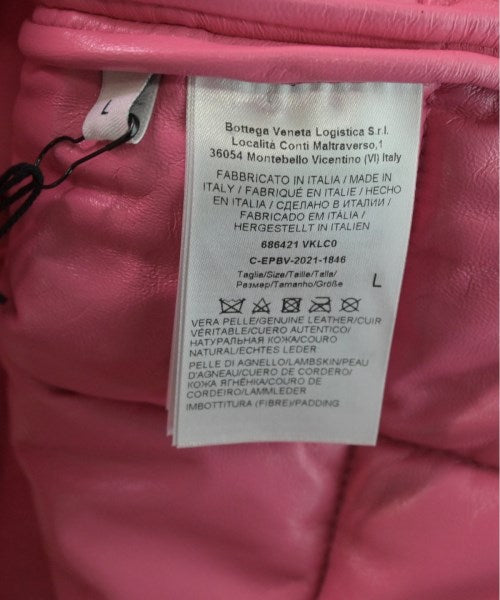 L
Bottega Veneta Logistica S.r.l.
Località Conti Maltraverso,1
36054 Montebello Vicentino (VI) Italy
FABBRICATO IN ITALIA / MADE IN
ITALY / FABRIQUÉ EN ITALIE / HECHO
EN ITALIA / СДЕЛАНО В ИТАЛИИ /
FABRICADO EM ITÁLIA /
HERGESTELLT IN ITALIEN
686421 VKLC0
C-EPBV-2021-1846
Taglia/Size/Taille/Talla/
Размер/Tamanho/Größe L
VERA PELLE/GENUINE LEATHER/CUIR
VÉRITABLE/CUERO AUTENTICO/
НАТУРАЛЬНАЯ КОЖА/COURO
NATURAL/ECHTES LEDER
PELLE DI AGNELLO/LAMBSKIN/PEAU
D'AGNEAU/CUERO DE CORDERO/
КОЖА ЯГНЁНКА/COURO DE
CORDEIRO/LAMMLEDER
IMBOTTITURA (FIBRE)/PADDING